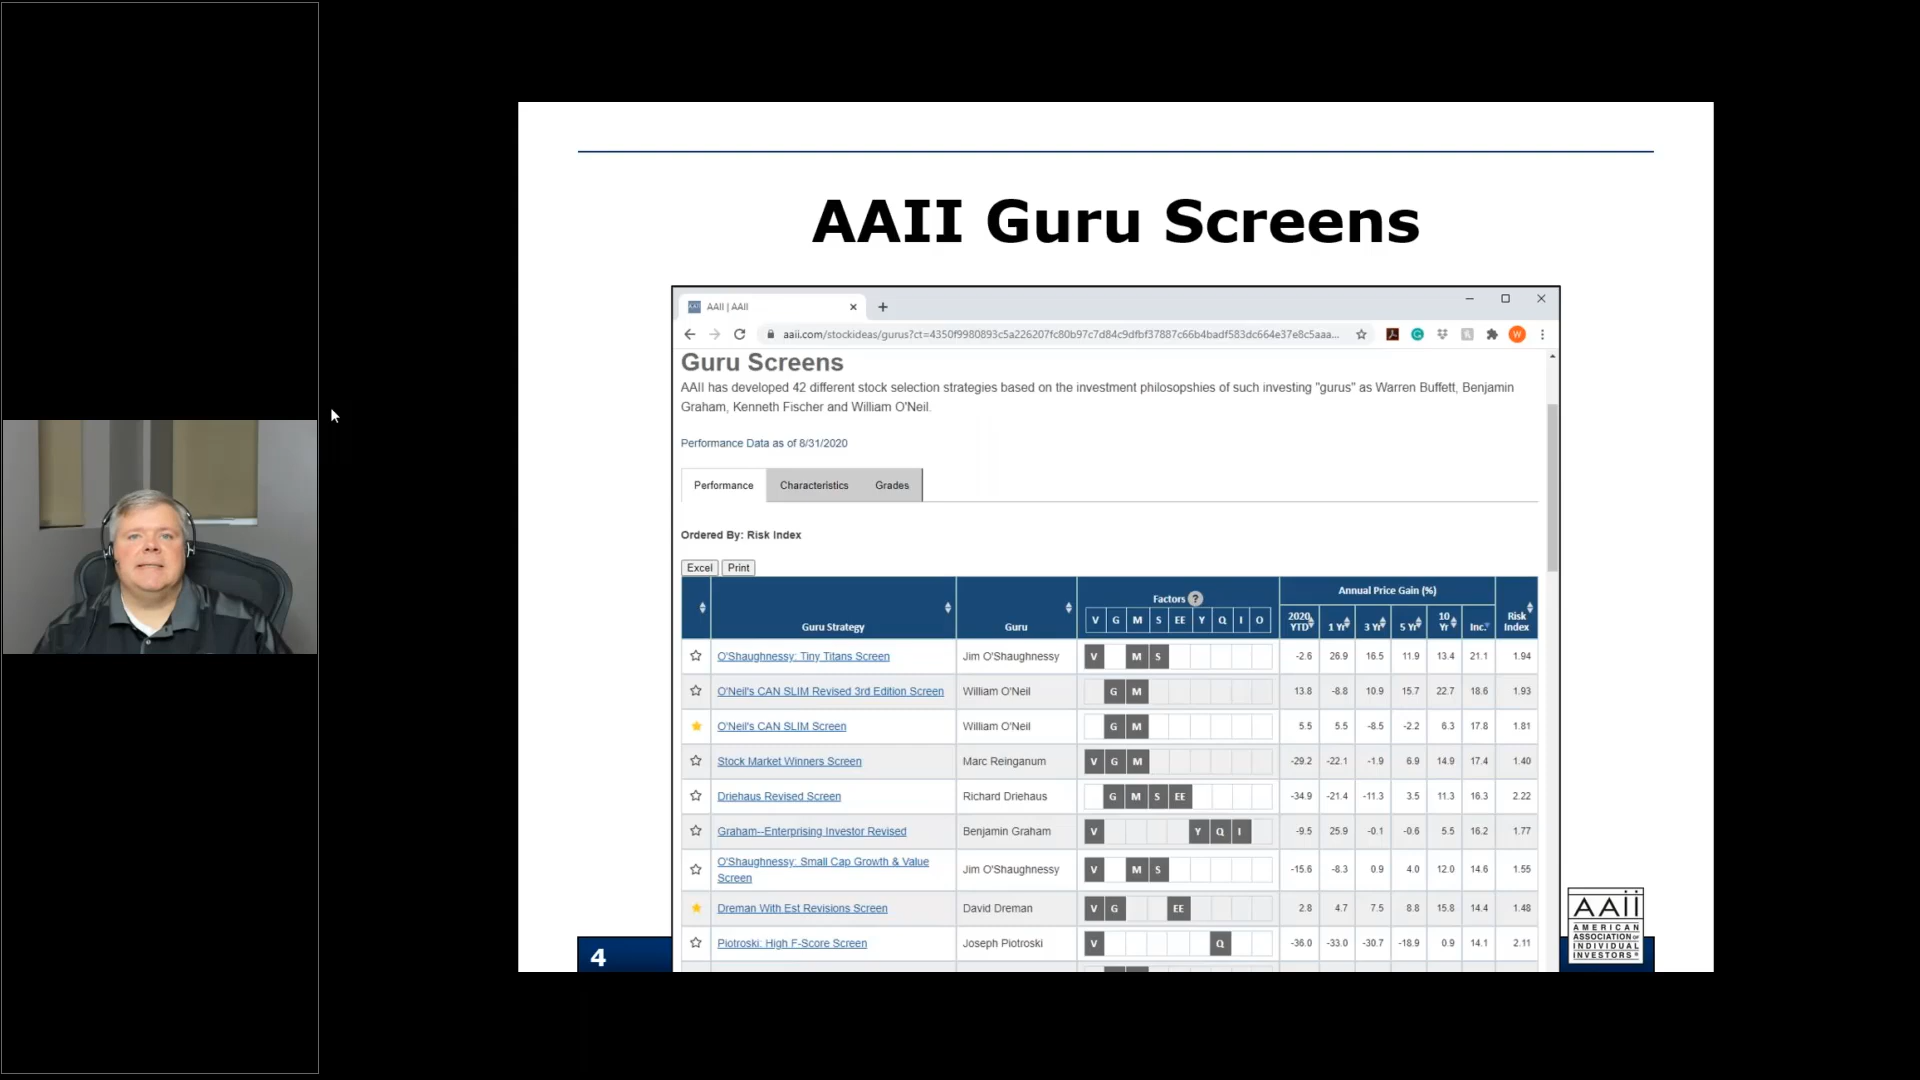 AAII Guru Screens
AAII | AAII
aaii.com/stockideas/gurus?ct=4350f9980893c5a226207fc80b97c7d84c9dfbf37887c66b4badf583dc664e37e8c5aaa...
W
Guru Screens
AAII has developed 42 different stock selection strategies based on the investment philosopshies of such investing "gurus" as Warren Buffett, Benjamin
Graham, Kenneth Fischer and William O'Neil.
Performance Data as of 8/31/2020
Performance Characteristics Grades
Ordered By: Risk Index
Excel Print
Guru Strategy Guru Factors ? V G M S EE Y Q I O Annual Price Gain (%) 2020 YTD 1 Yr 3 Yr 5 Yr 10 Yr Inc. Risk Index
O'Shaughnessy: Tiny Titans Screen Jim O'Shaughnessy V M S -2.6 26.9 16.5 11.9 13.4 21.1 1.94
O'Neil's CAN SLIM Revised 3rd Edition Screen William O'Neil G M 13.8 -8.8 10.9 15.7 22.7 18.6 1.93
O'Neil's CAN SLIM Screen William O'Neil G M 5.5 5.5 -8.5 -2.2 6.3 17.8 1.81
Stock Market Winners Screen Marc Reinganum V G M -29.2 -22.1 -1.9 6.9 14.9 17.4 1.40
Driehaus Revised Screen Richard Driehaus G M S EE -34.9 -21.4 -11.3 3.5 11.3 16.3 2.22
Graham--Enterprising Investor Revised Benjamin Graham V Y Q I -9.5 25.9 -0.1 -0.6 5.5 16.2 1.77
O'Shaughnessy: Small Cap Growth & Value
Screen Jim O'Shaughnessy V M S -15.6 -8.3 0.9 4.0 12.0 14.6 1.55
Dreman With Est Revisions Screen David Dreman V G EE 2.8 4.7 7.5 8.8 15.8 14.4 1.48
Piotroski: High F-Score Screen Joseph Piotroski V Q -36.0 -33.0 -30.7 -18.9 0.9 14.1 2.11
4
AAII
AMERICAN
ASSOCIATION OF
INDIVIDUAL
INVESTORS